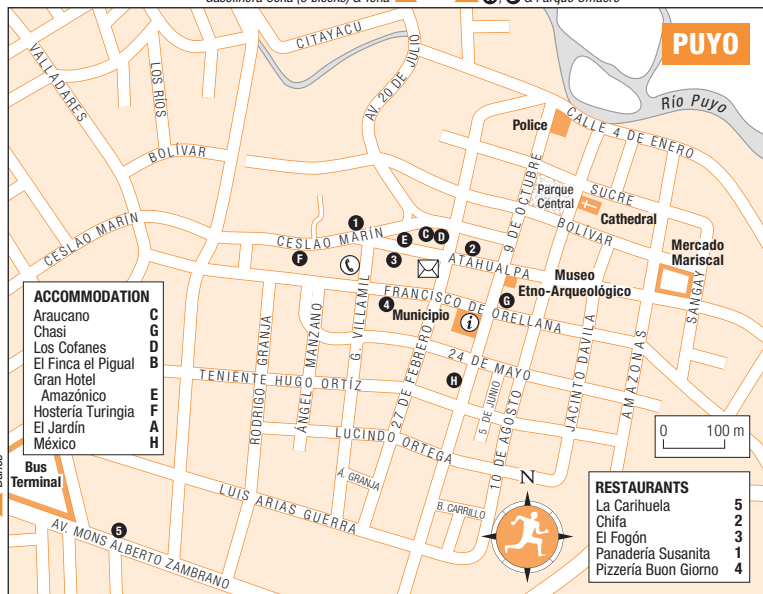 PUYO
CITAYACU
VALLADARES
LOS RÍOS
AV. 20 DE JULIO
Río Puyo
Police
CALLE 4 DE ENERO
BOLÍVAR
9 DE OCTUBRE
Parque
Central
SUCRE
Cathedral
BOLÍVAR
CESLAO MARÍN
1
CESLAO MARÍN
E
C
D
2
F
3
ATAHUALPA
Mercado
Mariscal
Museo
Etno-Arqueológico
SANGAY
G
4
FRANCISCO DE ORELLANA
Municipio
i
G. VILLAMIL
ÁNGEL MANZANO
RODRIGO GRANJA
24 DE MAYO
TENIENTE HUGO ORTÍZ
27 DE FEBRERO
H
5 DE JUNIO
10 DE AGOSTO
JACINTO DÁVILA
AMAZONAS
LUCINDO ORTEGA
Á. GRANJA
B. CARRILLO
LUIS ARIAS GUERRA
AV. MONS ALBERTO ZAMBRANO
5
Bus
Terminal
ACCOMMODATION
Araucano C
Chasi G
Los Cofanes D
El Finca el Pigual B
Gran Hotel
Amazónico E
Hostería Turingia F
El Jardín A
México H
0 100 m
N
RESTAURANTS
La Carihuela 5
Chifa 2
El Fogón 3
Panadería Susanita 1
Pizzería Buon Giorno 4